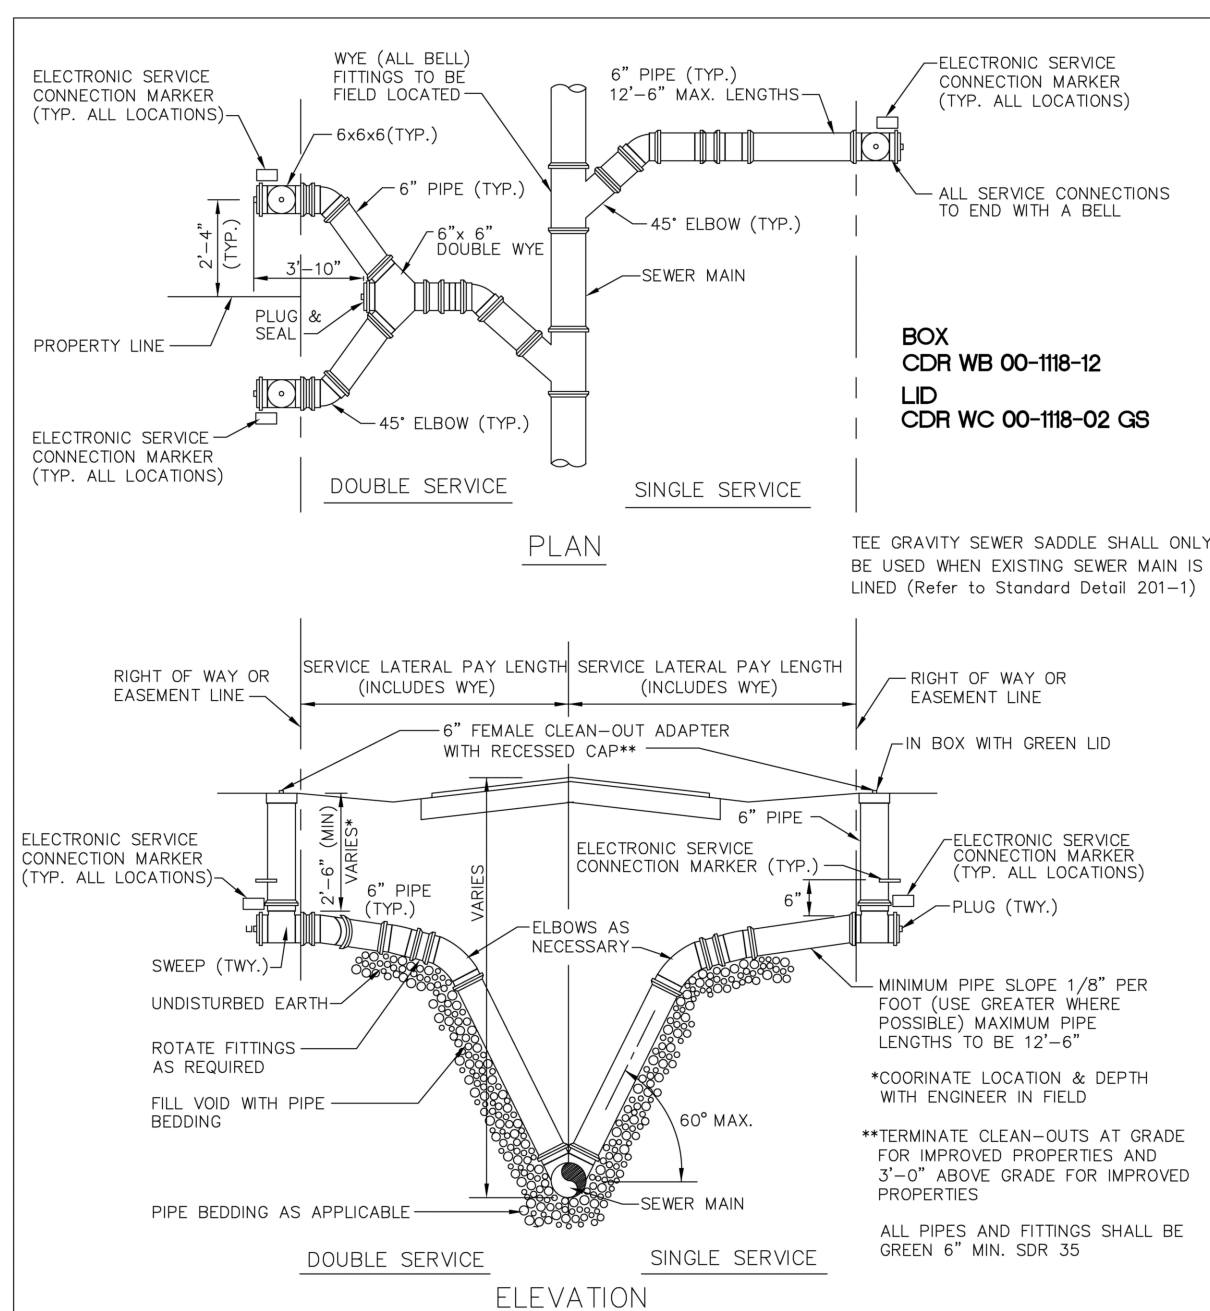 ELECTRONIC SERVICE
CONNECTION MARKER
(TYP. ALL LOCATIONS)
WYE (ALL BELL)
FITTINGS TO BE
FIELD LOCATED
6" PIPE (TYP.)
12'-6" MAX. LENGTHS
ELECTRONIC SERVICE
CONNECTION MARKER
(TYP. ALL LOCATIONS)
6x6x6(TYP.)
6" PIPE (TYP.)
ALL SERVICE CONNECTIONS
TO END WITH A BELL
45° ELBOW (TYP.)
2'-4"
(TYP.)
6"x 6"
DOUBLE WYE
3'-10"
SEWER MAIN
PLUG &
SEAL
PROPERTY LINE
BOX
CDR WB 00-1118-12
LID
CDR WC 00-1118-02 GS
45° ELBOW (TYP.)
ELECTRONIC SERVICE
CONNECTION MARKER
(TYP. ALL LOCATIONS)
DOUBLE SERVICE
SINGLE SERVICE
PLAN
TEE GRAVITY SEWER SADDLE SHALL ONLY
BE USED WHEN EXISTING SEWER MAIN IS
LINED (Refer to Standard Detail 201-1)
RIGHT OF WAY OR
EASEMENT LINE
SERVICE LATERAL PAY LENGTH
(INCLUDES WYE)
SERVICE LATERAL PAY LENGTH
(INCLUDES WYE)
RIGHT OF WAY OR
EASEMENT LINE
6" FEMALE CLEAN-OUT ADAPTER
WITH RECESSED CAP**
IN BOX WITH GREEN LID
6" PIPE
ELECTRONIC SERVICE
CONNECTION MARKER
(TYP. ALL LOCATIONS)
2'-6" (MIN)
VARIES*
VARIES
ELECTRONIC SERVICE
CONNECTION MARKER (TYP.)
ELECTRONIC SERVICE
CONNECTION MARKER
(TYP. ALL LOCATIONS)
6" PIPE
(TYP.)
6"
PLUG (TWY.)
ELBOWS AS
NECESSARY
SWEEP (TWY.)
UNDISTURBED EARTH
MINIMUM PIPE SLOPE 1/8" PER
FOOT (USE GREATER WHERE
POSSIBLE) MAXIMUM PIPE
LENGTHS TO BE 12'-6"
ROTATE FITTINGS
AS REQUIRED
*COORINATE LOCATION & DEPTH
WITH ENGINEER IN FIELD
FILL VOID WITH PIPE
BEDDING
60° MAX.
**TERMINATE CLEAN-OUTS AT GRADE
FOR IMPROVED PROPERTIES AND
3'-0" ABOVE GRADE FOR IMPROVED
PROPERTIES
PIPE BEDDING AS APPLICABLE
SEWER MAIN
ALL PIPES AND FITTINGS SHALL BE
GREEN 6" MIN. SDR 35
DOUBLE SERVICE
SINGLE SERVICE
ELEVATION